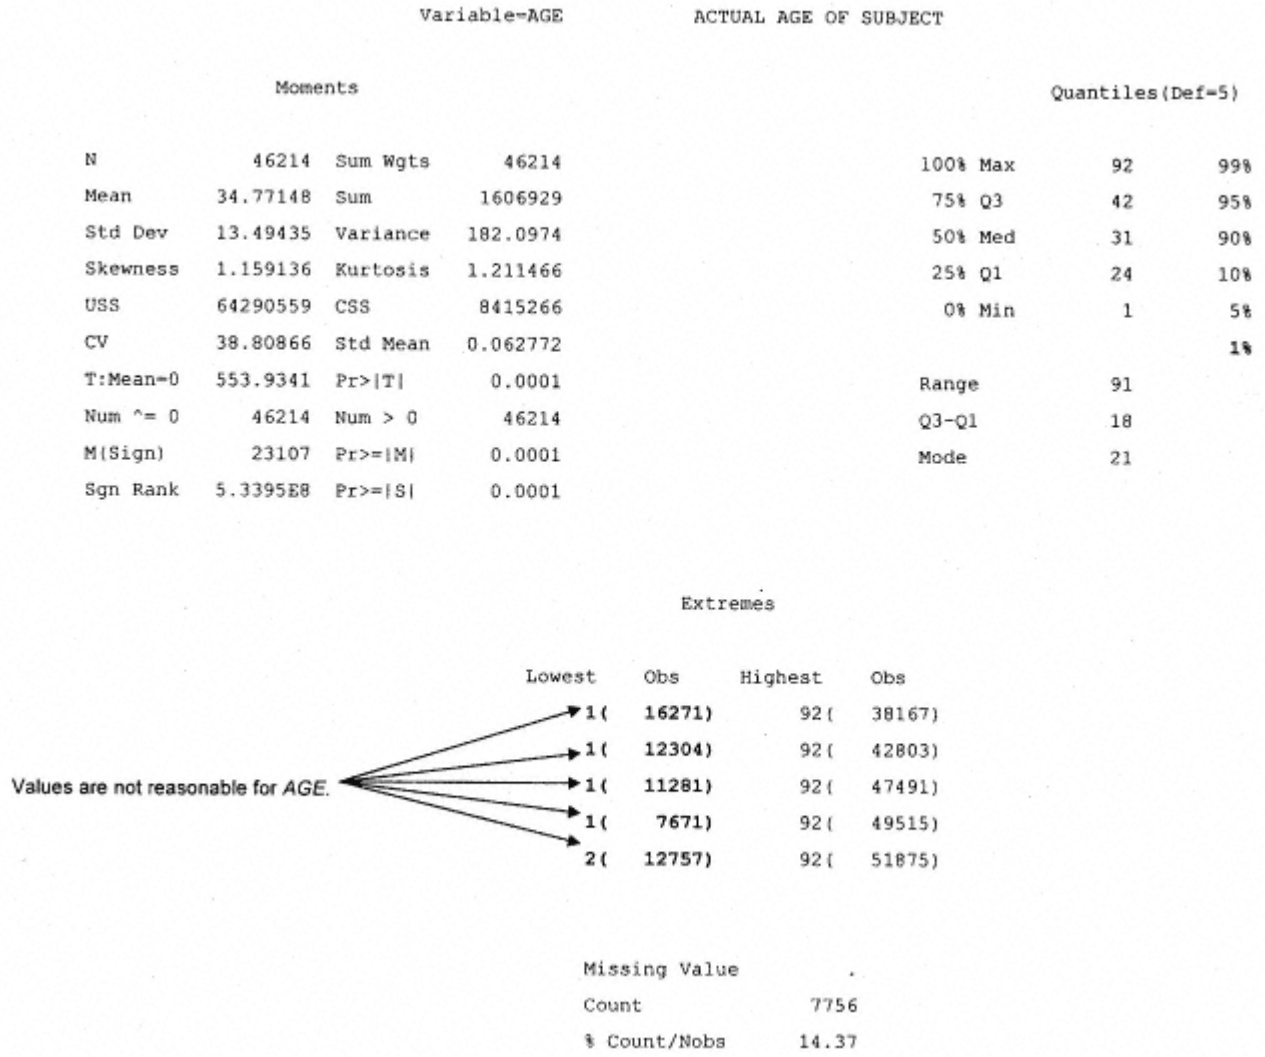 Variable=AGE ACTUAL AGE OF SUBJECT
Moments
Quantiles(Def=5)
N 46214 Sum Wgts 46214 100% Max 92 99%
Mean 34.77148 Sum 1606929 75% Q3 42 95%
Std Dev 13.49435 Variance 182.0974 50% Med 31 90%
Skewness 1.159136 Kurtosis 1.211466 25% Q1 24 10%
USS 64290559 CSS 8415266 0% Min 1 5%
CV 38.80866 Std Mean 0.062772 1%
T:Mean=0 553.9341 Pr>|T| 0.0001 Range 91
Num ^= 0 46214 Num > 0 46214 Q3-Q1 18
M(Sign) 23107 Pr>=|M| 0.0001 Mode 21
Sgn Rank 5.3395E8 Pr>=|S| 0.0001
Extremes
Lowest Obs Highest Obs
1( 16271) 92( 38167)
1( 12304) 92( 42803)
Values are not reasonable for AGE. 1( 11281) 92( 47491)
1( 7671) 92( 49515)
2( 12757) 92( 51875)
Missing Value .
Count 7756
% Count/Nobs 14.37